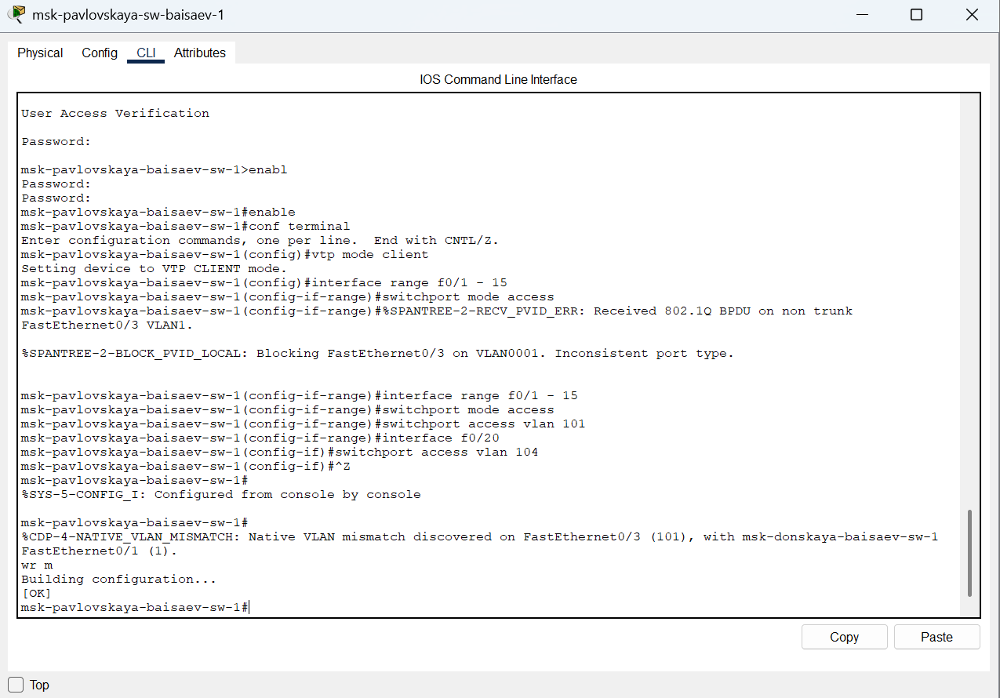 msk-pavlovskaya-sw-baisaev-1
Physical Config CLI Attributes
IOS Command Line Interface
User Access Verification
Password:
msk-pavlovskaya-baisaev-sw-1>enabl
Password:
Password:
msk-pavlovskaya-baisaev-sw-1#enable
msk-pavlovskaya-baisaev-sw-1#conf terminal
Enter configuration commands, one per line.  End with CNTL/Z.
msk-pavlovskaya-baisaev-sw-1(config)#vtp mode client
Setting device to VTP CLIENT mode.
msk-pavlovskaya-baisaev-sw-1(config)#interface range f0/1 - 15
msk-pavlovskaya-baisaev-sw-1(config-if-range)#switchport mode access
msk-pavlovskaya-baisaev-sw-1(config-if-range)#%SPANTREE-2-RECV_PVID_ERR: Received 802.1Q BPDU on non trunk
FastEthernet0/3 VLAN1.
%SPANTREE-2-BLOCK_PVID_LOCAL: Blocking FastEthernet0/3 on VLAN0001. Inconsistent port type.
msk-pavlovskaya-baisaev-sw-1(config-if-range)#interface range f0/1 - 15
msk-pavlovskaya-baisaev-sw-1(config-if-range)#switchport mode access
msk-pavlovskaya-baisaev-sw-1(config-if-range)#switchport access vlan 101
msk-pavlovskaya-baisaev-sw-1(config-if-range)#interface f0/20
msk-pavlovskaya-baisaev-sw-1(config-if)#switchport access vlan 104
msk-pavlovskaya-baisaev-sw-1(config-if)#^Z
msk-pavlovskaya-baisaev-sw-1#
%SYS-5-CONFIG_I: Configured from console by console
msk-pavlovskaya-baisaev-sw-1#
%CDP-4-NATIVE_VLAN_MISMATCH: Native VLAN mismatch discovered on FastEthernet0/3 (101), with msk-donskaya-baisaev-sw-1
FastEthernet0/1 (1).
wr m
Building configuration...
[OK]
msk-pavlovskaya-baisaev-sw-1#
Copy Paste
Top